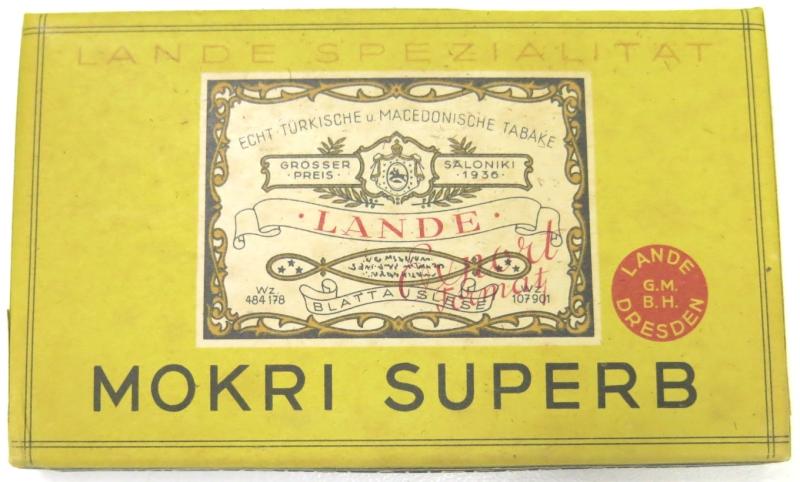 LANDE SPEZIALITÄT
ECHT TÜRKISCHE u. MACEDONISCHE TABAKE
GROSSER PREIS
SALONIKI 1936
· LANDE ·
Export
format
Wz. 484 178
BLATTAUSLESE
Wz. 107901
LANDE
G.M.
B.H.
DRESDEN
MOKRI SUPERB